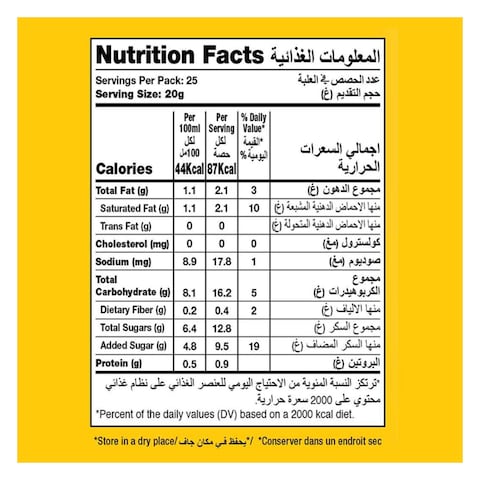 Nutrition Facts المعلومات الغذائية
Servings Per Pack: 25 عدد الحصص في العلبة
Serving Size: 20g حجم التقديم (غ)
Per 100ml لكل 100مل Per Serving لكل حصة % Daily Value* القيمة* اليومية%
Calories 44Kcal 87Kcal اجمالي السعرات الحرارية
Total Fat (g) 1.1 2.1 3 مجموع الدهون (غ)
Saturated Fat (g) 1.1 2.1 10 منها الاحماض الدهنية المشبعة (غ)
Trans Fat (g) 0 0 منها الاحماض الدهنية المتحولة (غ)
Cholesterol (mg) 0 0 0 كولسترول (مغ)
Sodium (mg) 8.9 17.8 1 صوديوم (مغ)
Total Carbohydrate (g) 8.1 16.2 5 مجموع الكربوهيدرات (غ)
Dietary Fiber (g) 0.2 0.4 2 منها الالياف (غ)
Total Sugars (g) 6.4 12.8 مجموع السكر (غ)
Added Sugar (g) 4.8 9.5 19 منها السكر المضاف (غ)
Protein (g) 0.5 0.9 البروتين (غ)
*ترتكز النسبة المئوية من الاحتياج اليومي للعنصر الغذائي على نظام غذائي
محتوي على 2000 سعرة حرارية.
*Percent of the daily values (DV) based on a 2000 kcal diet.
*Store in a dry place/ يحفظ في مكان جاف*/ *Conserver dans un endroit sec